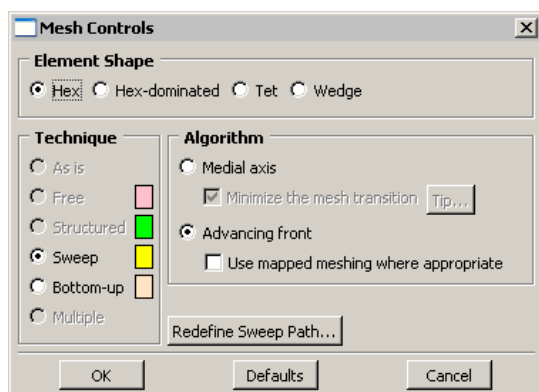 Mesh Controls
Element Shape
Hex Hex-dominated Tet Wedge
Technique
As is
Free
Structured
Sweep
Bottom-up
Multiple
Algorithm
Medial axis
Minimize the mesh transition Tip...
Advancing front
Use mapped meshing where appropriate
Redefine Sweep Path...
OK Defaults Cancel